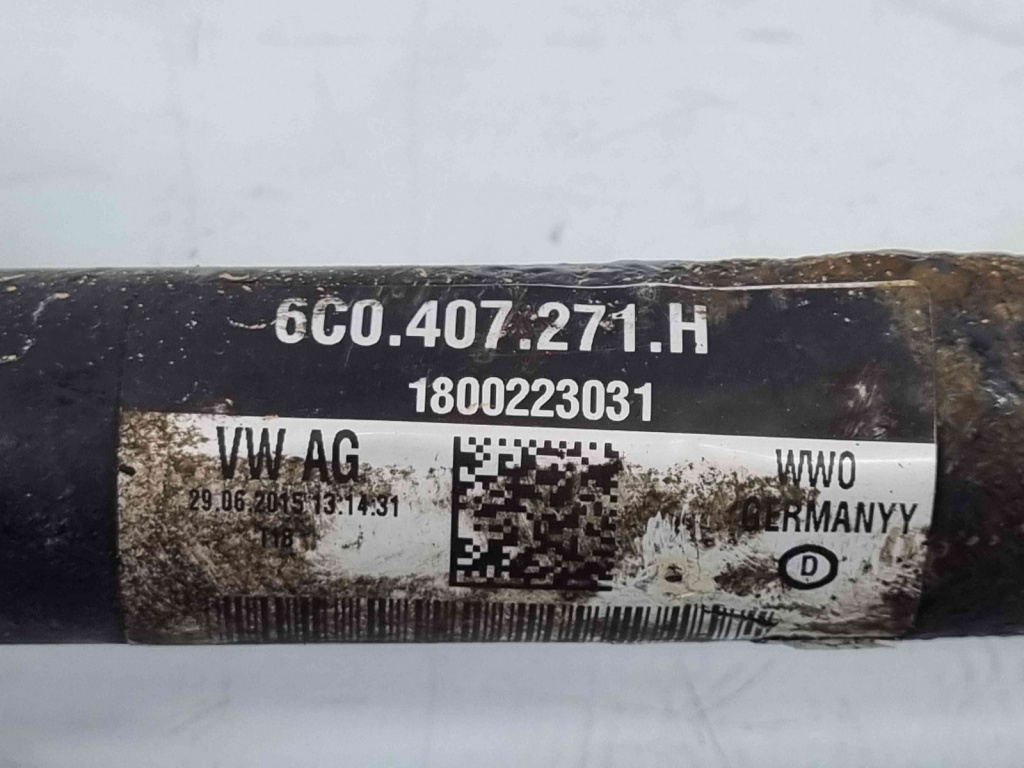 6C0.407.271.H
1800223031
VW AG
29.06.2015 13:14:31
118
WWO
GERMANYY
D